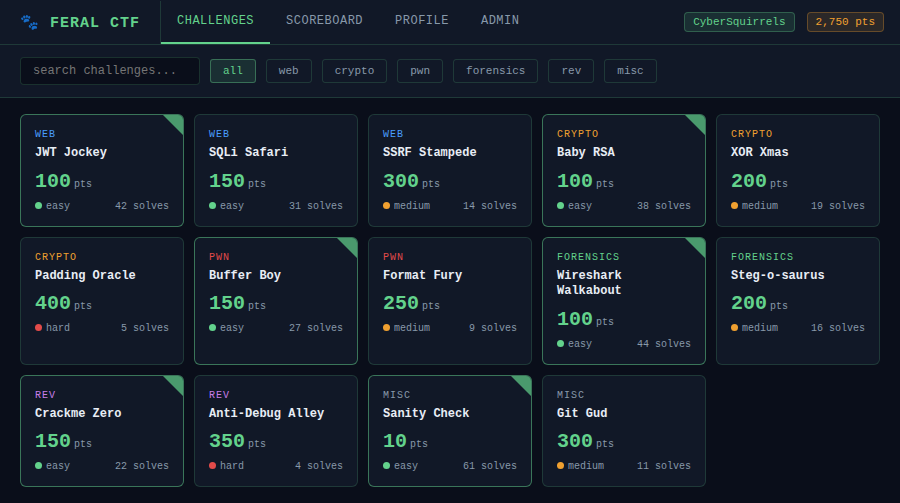 FERAL CTF
CHALLENGES
SCOREBOARD
PROFILE
ADMIN
CyberSquirrels
2,750 pts
search challenges...
all
web
crypto
pwn
forensics
rev
misc
WEB
JWT Jockey
100 pts
easy
42 solves
WEB
SQLi Safari
150 pts
easy
31 solves
WEB
SSRF Stampede
300 pts
medium
14 solves
CRYPTO
Baby RSA
100 pts
easy
38 solves
CRYPTO
XOR Xmas
200 pts
medium
19 solves
CRYPTO
Padding Oracle
400 pts
hard
5 solves
PWN
Buffer Boy
150 pts
easy
27 solves
PWN
Format Fury
250 pts
medium
9 solves
FORENSICS
Wireshark
Walkabout
100 pts
easy
44 solves
FORENSICS
Steg-o-saurus
200 pts
medium
16 solves
REV
Crackme Zero
150 pts
easy
22 solves
REV
Anti-Debug Alley
350 pts
hard
4 solves
MISC
Sanity Check
10 pts
easy
61 solves
MISC
Git Gud
300 pts
medium
11 solves